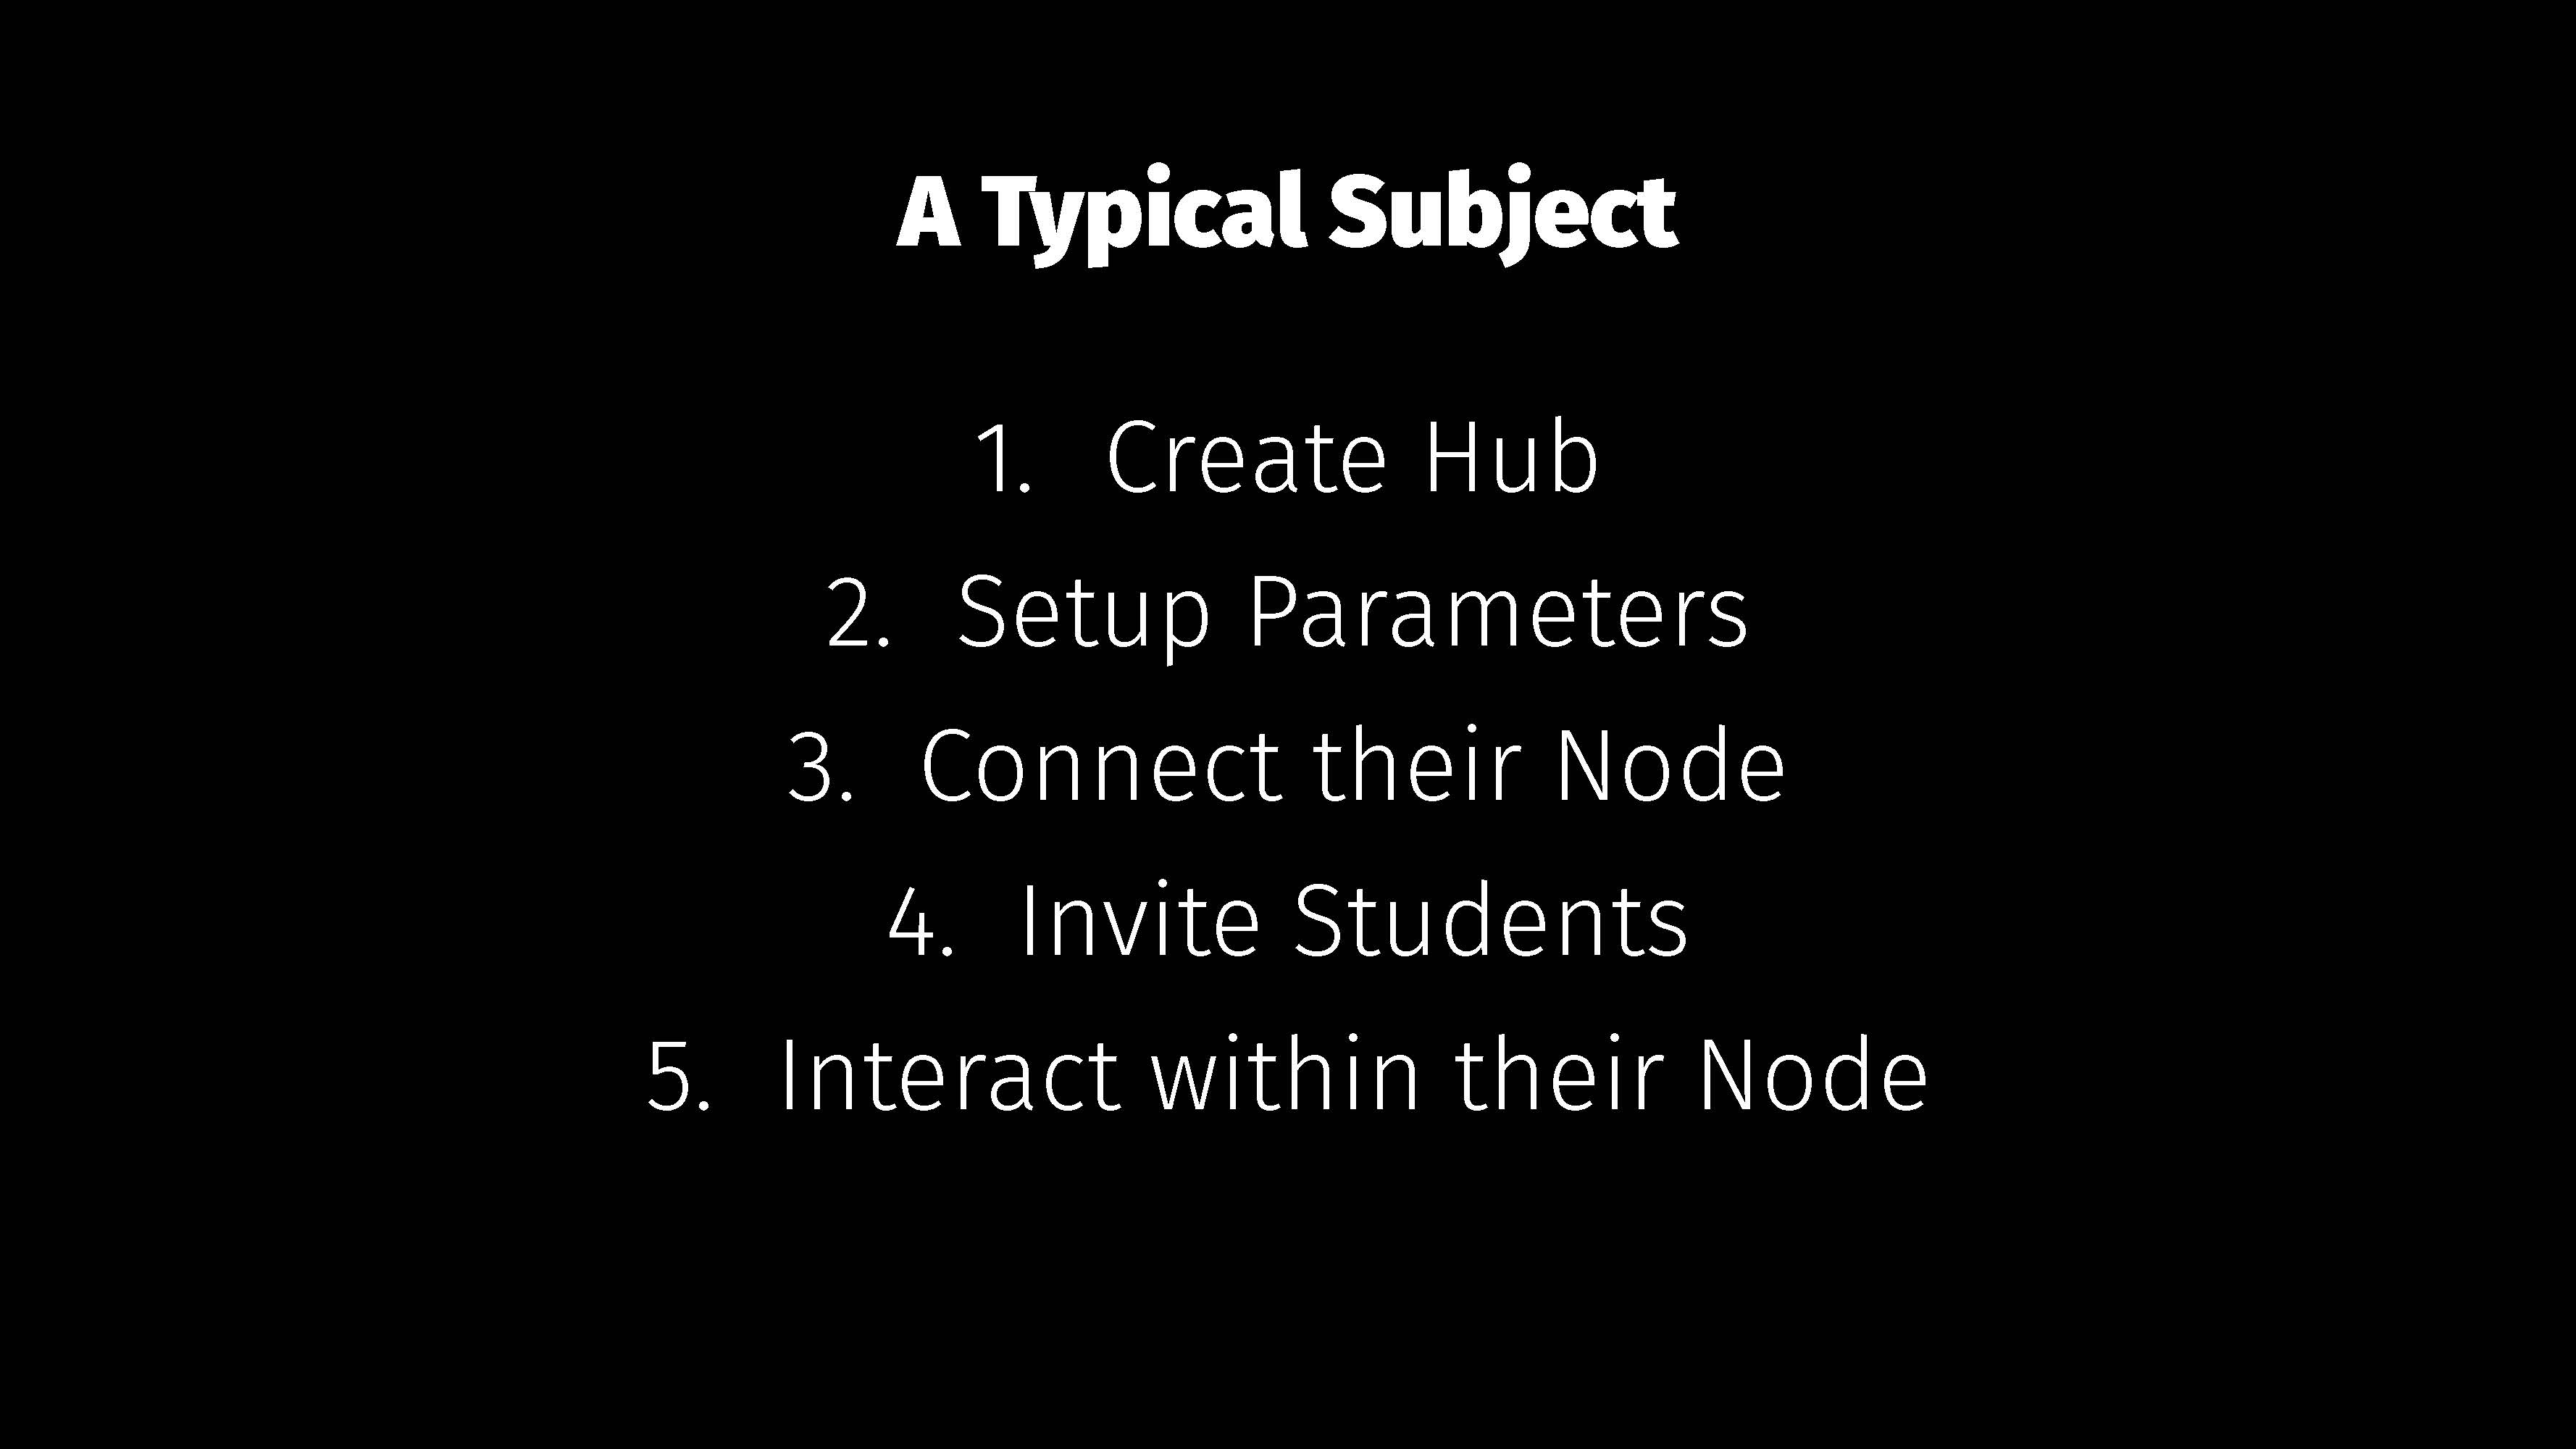 A Typical Subject
1. Create Hub
2. Setup Parameters
3. Connect their Node
4. Invite Students
5. Interact within their Node